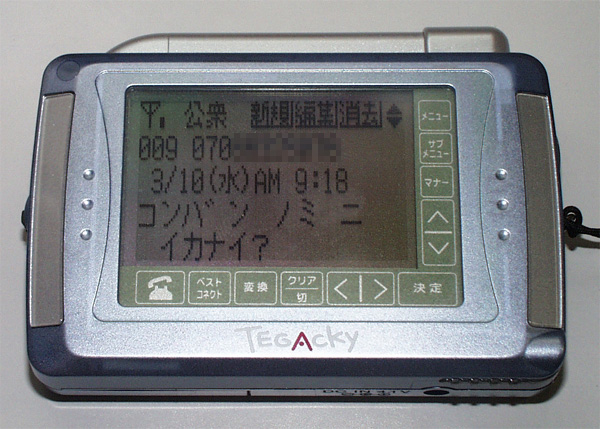 公衆 新規 編集 消去
009 070
3/10(水)AM 9:18
コンバン ノミ ニ
イカナイ?
メニュー
サブ
メニュー
マナー
ベスト
コネクト
変換
クリア
切
決定
TEGACKY